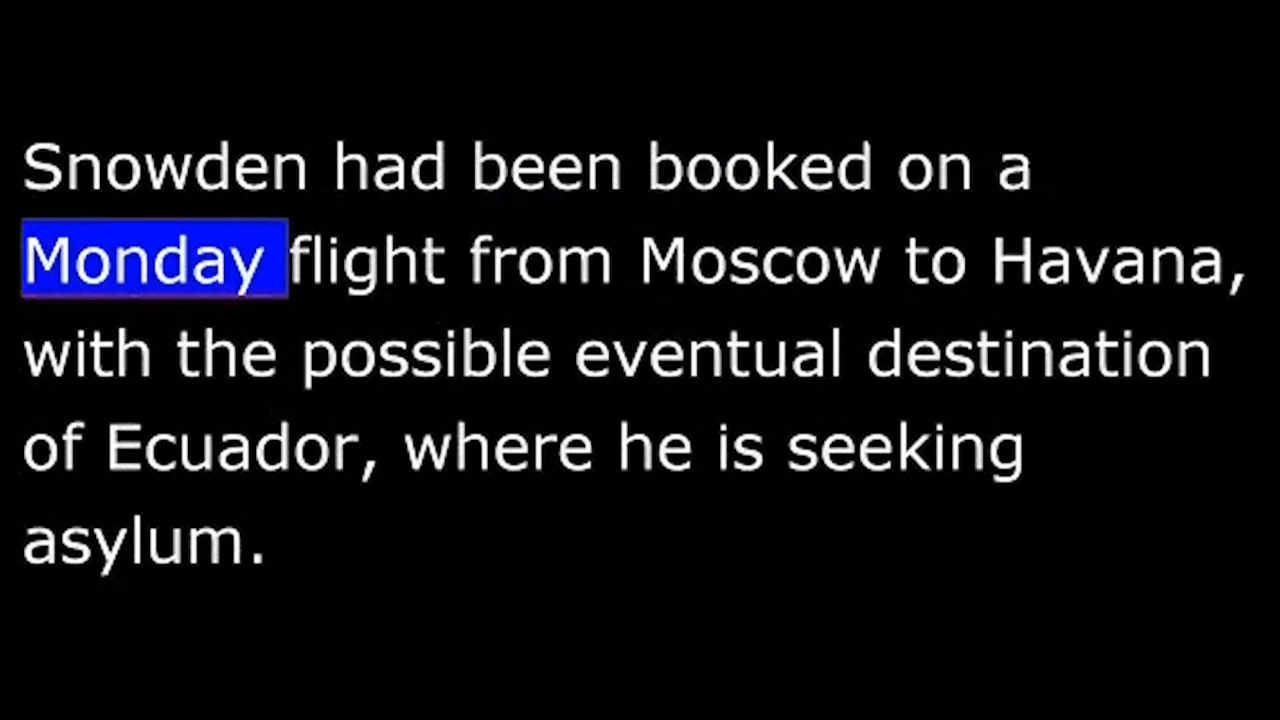 Snowden had been booked on a
Monday flight from Moscow to Havana,
with the possible eventual destination
of Ecuador, where he is seeking
asylum.